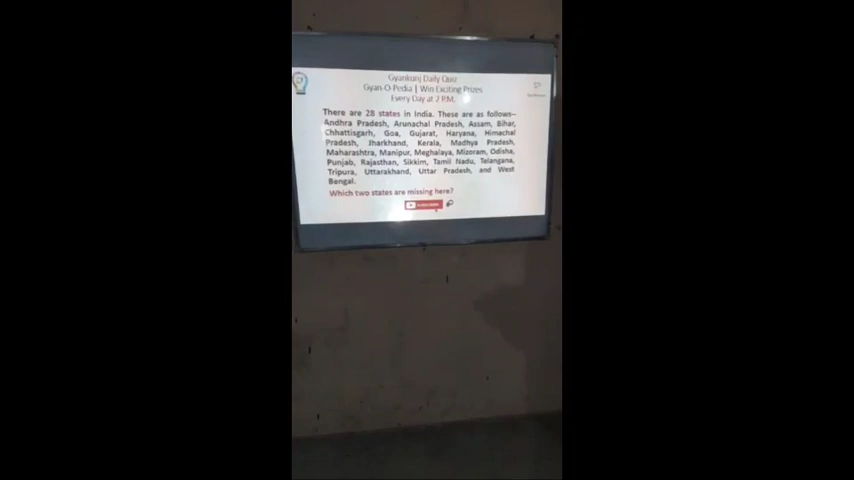 Gyankunj Daily Quiz
Gyan-O-Pedia | Win Exciting Prizes
Every Day at 2 P.M.
There are 28 states in India. These are as follows–
Andhra Pradesh, Arunachal Pradesh, Assam, Bihar,
Chhattisgarh, Goa, Gujarat, Haryana, Himachal
Pradesh, Jharkhand, Kerala, Madhya Pradesh,
Maharashtra, Manipur, Meghalaya, Mizoram, Odisha,
Punjab, Rajasthan, Sikkim, Tamil Nadu, Telangana,
Tripura, Uttarakhand, Uttar Pradesh, and West
Bengal.
Which two states are missing here?